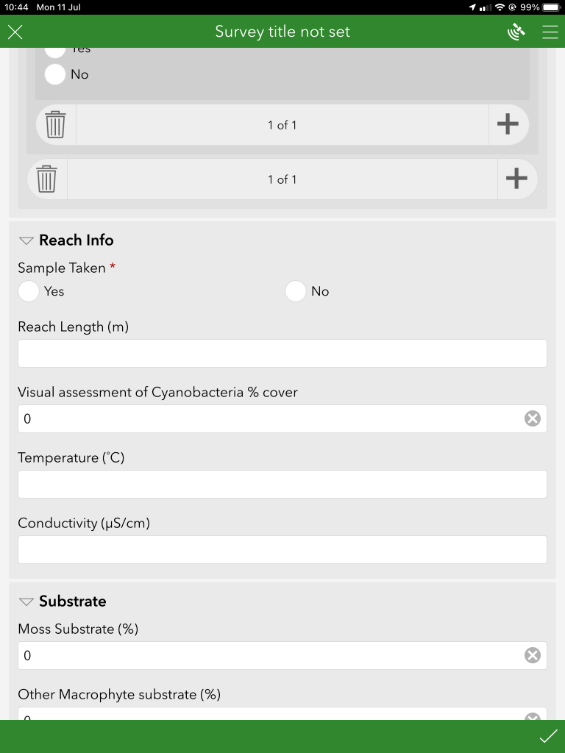 10:44 Mon 11 Jul 99%
Survey title not set
Yes
No
1 of 1
1 of 1
Reach Info
Sample Taken *
Yes No
Reach Length (m)
Visual assessment of Cyanobacteria % cover
0
Temperature (°C)
Conductivity (µS/cm)
Substrate
Moss Substrate (%)
0
Other Macrophyte substrate (%)
0